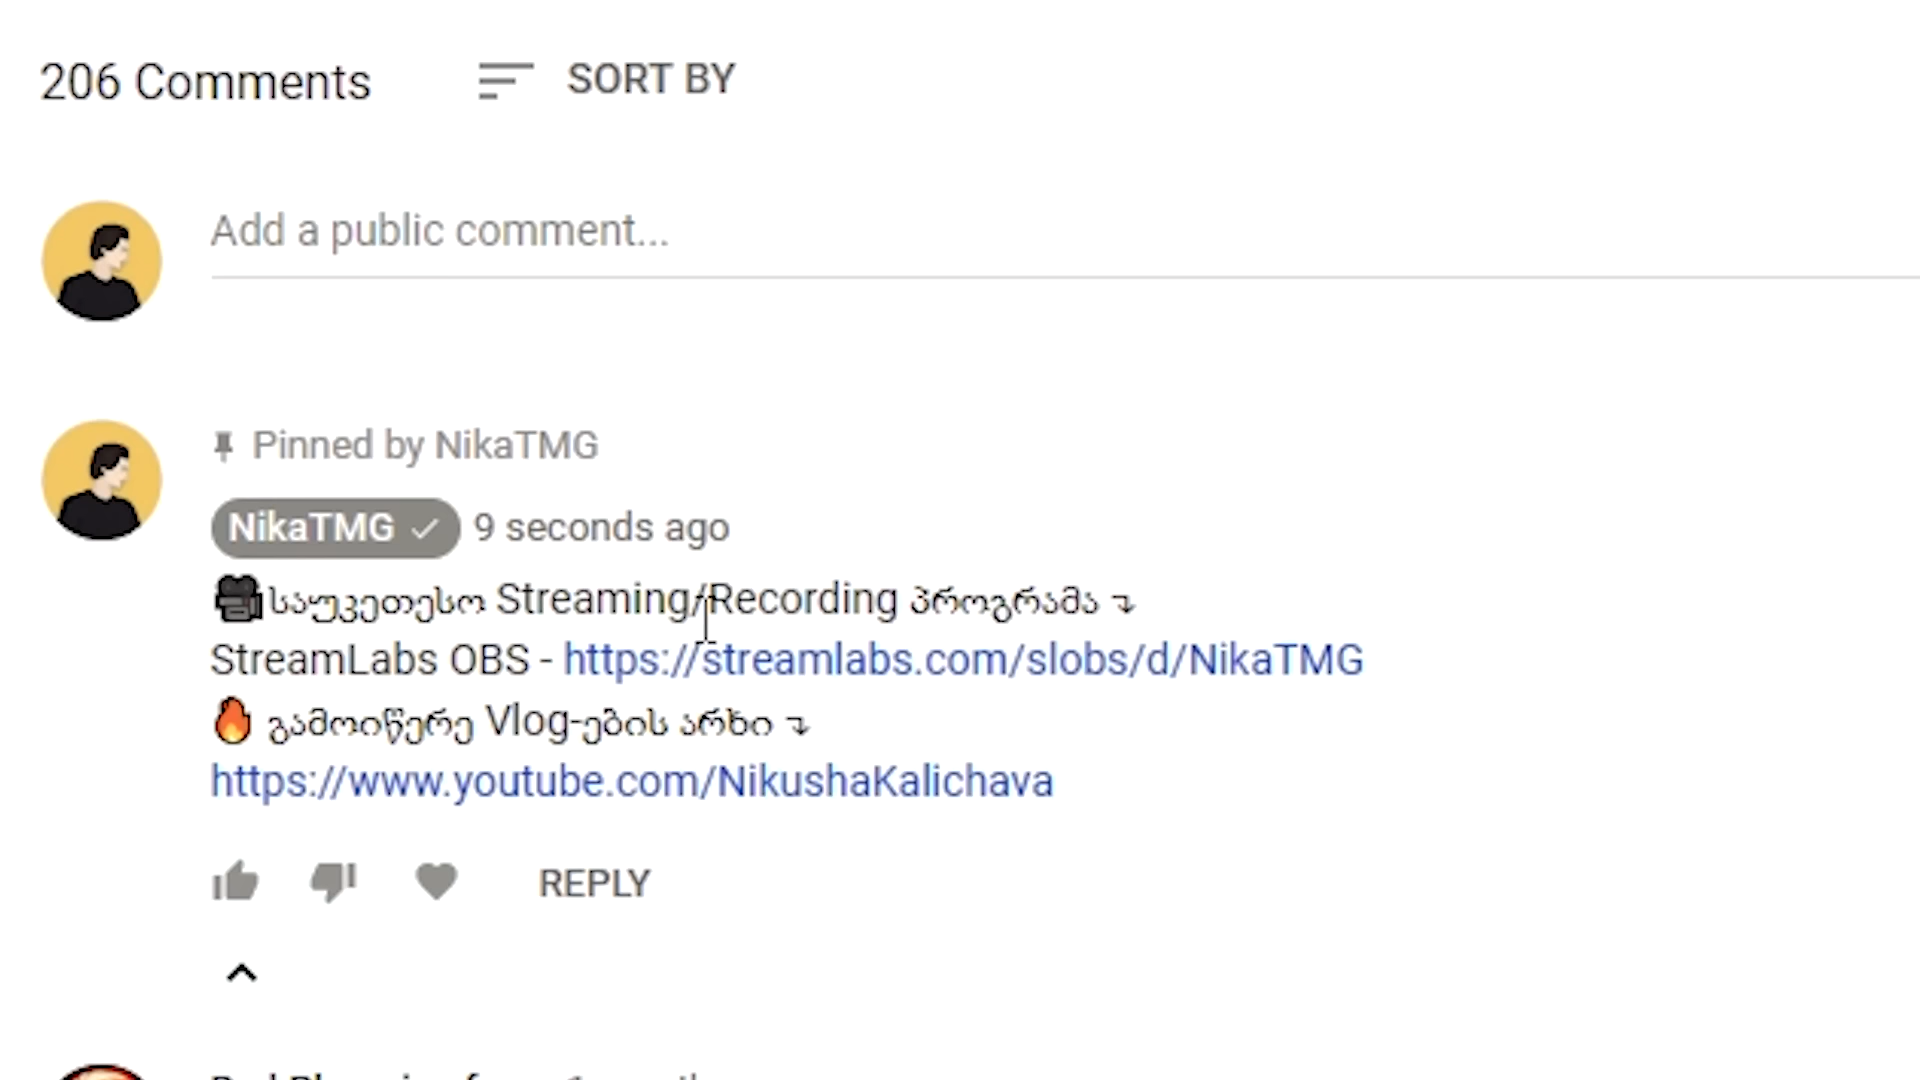 206 Comments
SORT BY
Add a public comment...
Pinned by NikaTMG
NikaTMG ✓ 9 seconds ago
🎥საუკეთესო Streaming/Recording პროგრამა ↴
StreamLabs OBS - https://streamlabs.com/slobs/d/NikaTMG
🔥 გამოიწერე Vlog-ების არხი ↴
https://www.youtube.com/NikushaKalichava
REPLY